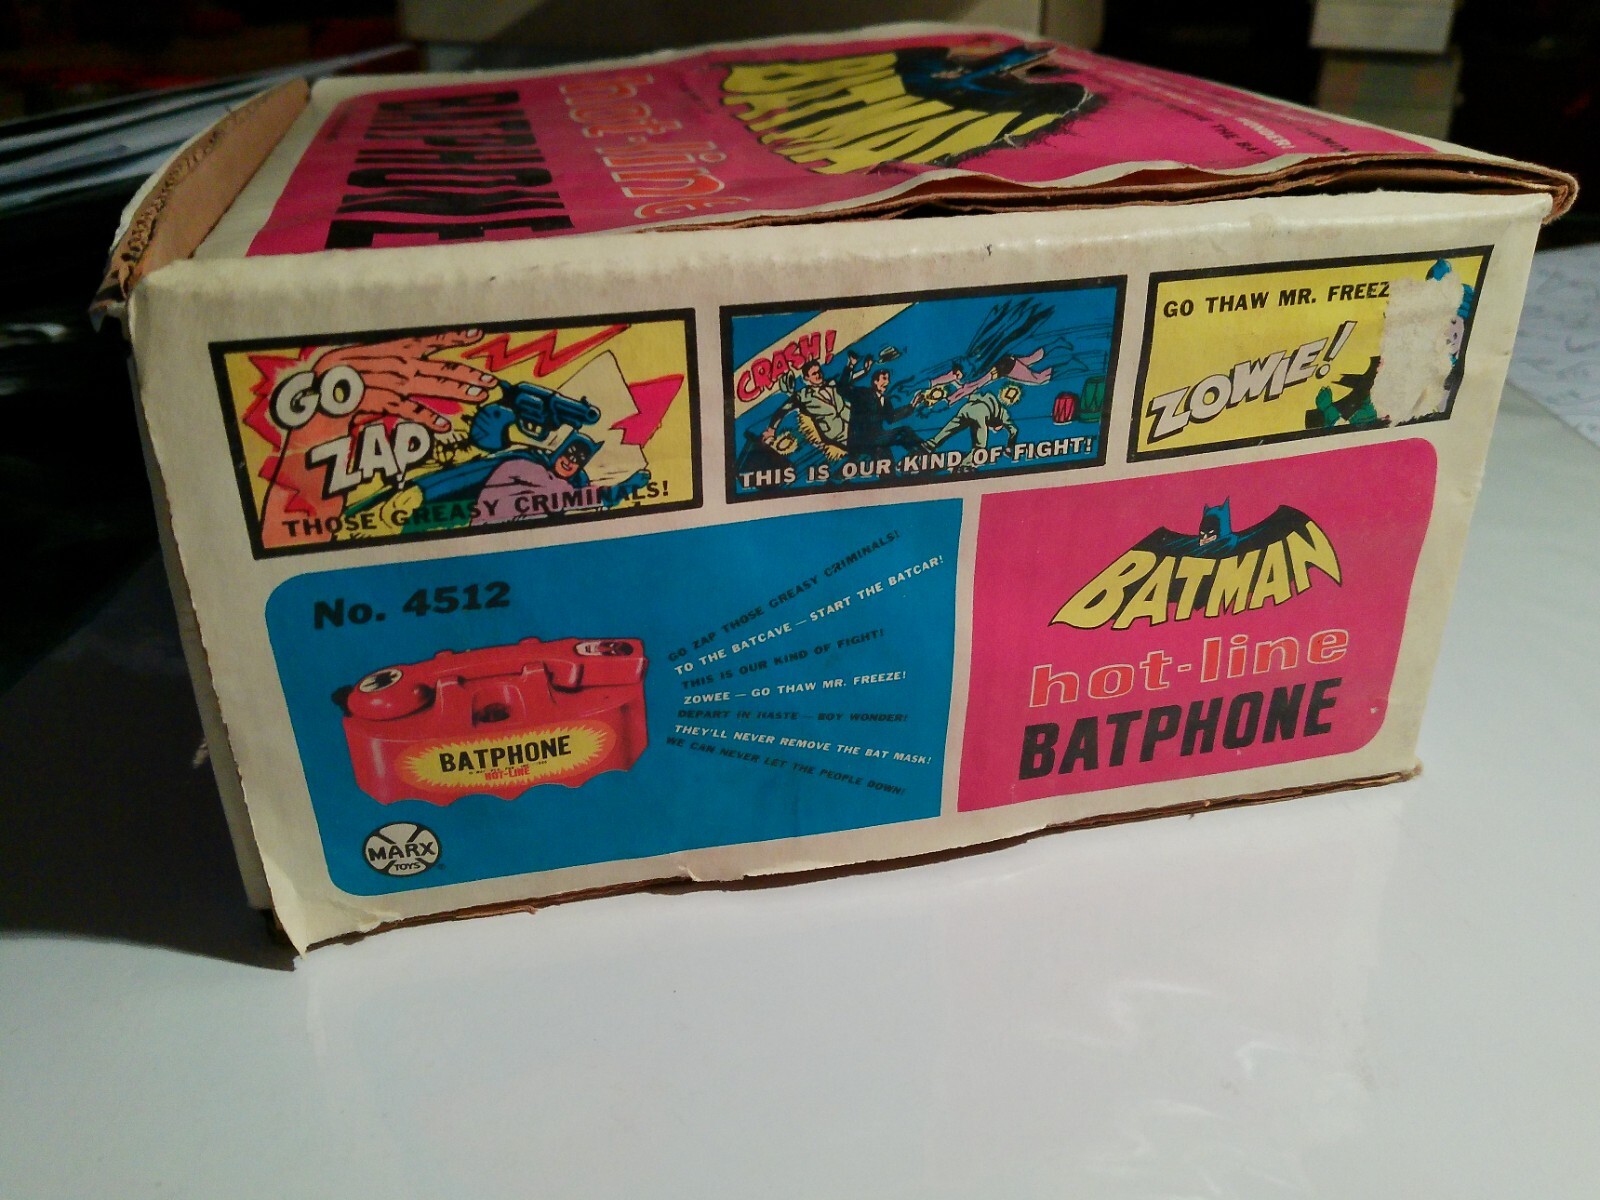 BATPHONE
hot-line
BATMAN
WONDER!
THE BAT
GO
ZAP
THOSE GREASY CRIMINALS!
CRASH!
THIS IS OUR KIND OF FIGHT!
GO THAW MR. FREEZ
ZOWIE!
No. 4512
BATPHONE
HOT-LINE
MARX
TOYS
GO ZAP THOSE GREASY CRIMINALS!
TO THE BATCAVE — START THE BATCAR!
THIS IS OUR KIND OF FIGHT!
ZOWEE — GO THAW MR. FREEZE!
DEPART IN HASTE — BOY WONDER!
THEY'LL NEVER REMOVE THE BAT MASK!
WE CAN NEVER LET THE PEOPLE DOWN!
BATMAN
hot-line
BATPHONE